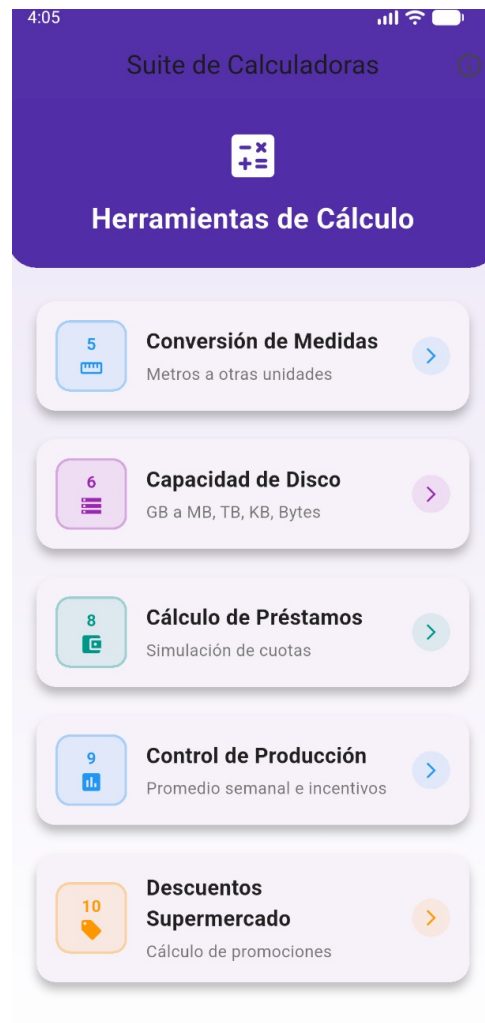 4:05
Suite de Calculadoras
Herramientas de Cálculo
5
Conversión de Medidas
Metros a otras unidades
6
Capacidad de Disco
GB a MB, TB, KB, Bytes
8
Cálculo de Préstamos
Simulación de cuotas
9
Control de Producción
Promedio semanal e incentivos
10
Descuentos
Supermercado
Cálculo de promociones